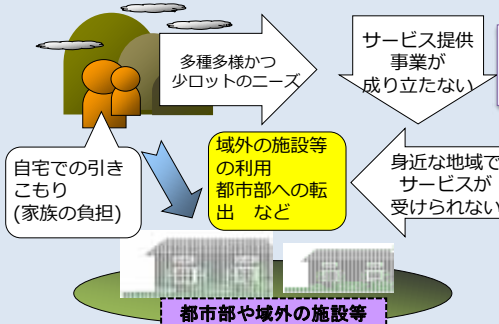 多種多様かつ
少ロットのニーズ
サービス提供
事業が
成り立たない
自宅での引き
こもり
(家族の負担)
域外の施設等
の利用
都市部への転
出　など
身近な地域で
サービスが
受けられない
都市部や域外の施設等